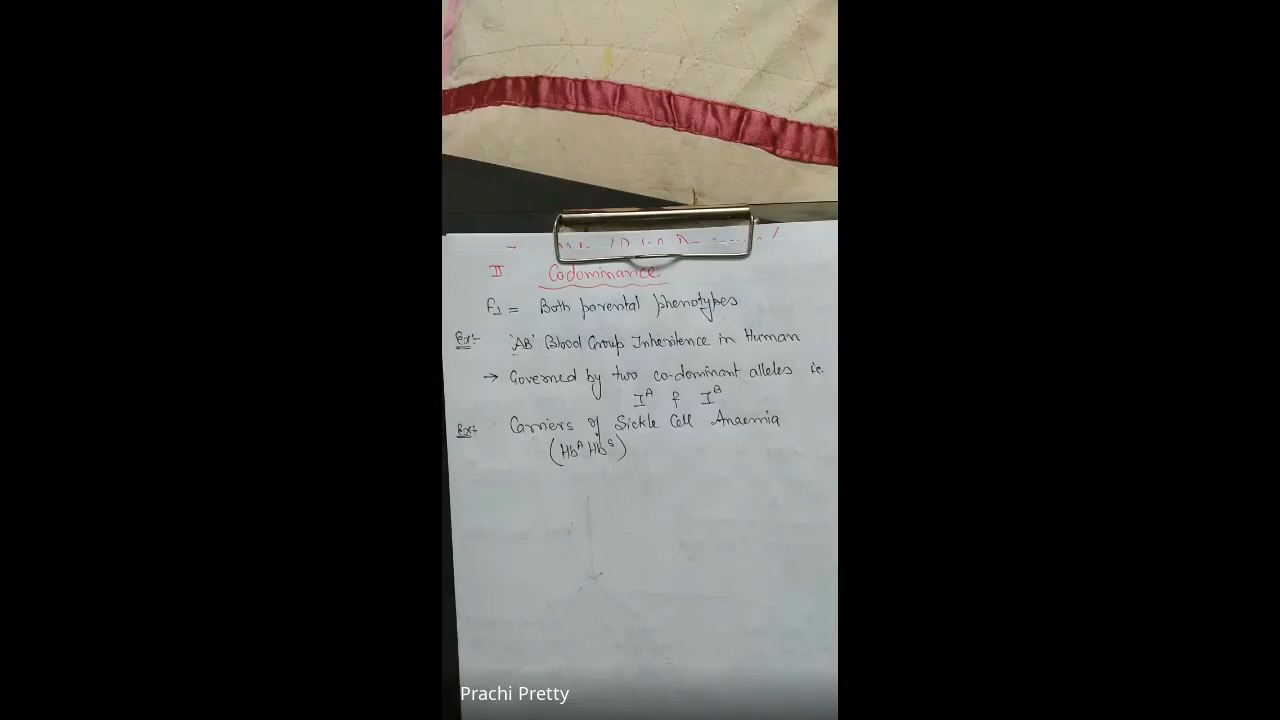 II Codominance
F1 = Both parental phenotypes
Ex:- 'AB' Blood Group Inheritence in Human
→ Governed by two co-dominant alleles i.e.
I^A & I^B
Ex:- Carriers of Sickle Cell Anaemia
(Hb^A Hb^S)
Prachi Pretty